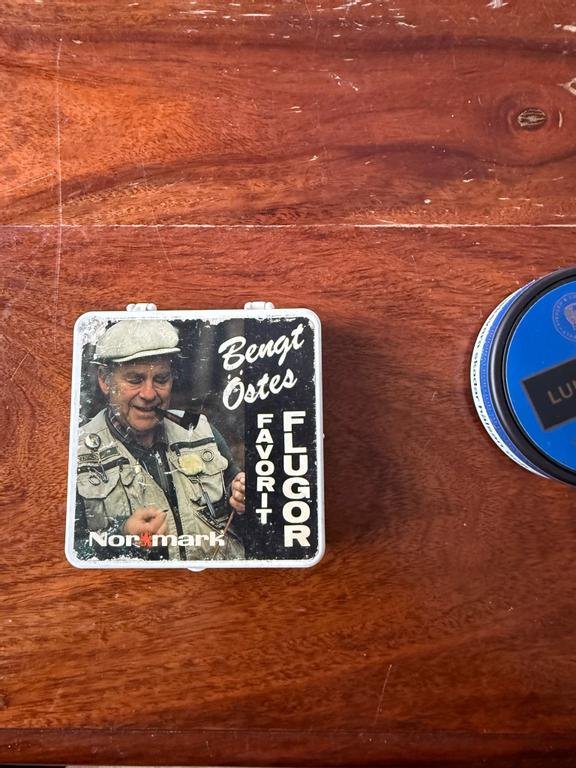 Bengt
Östes
FAVORIT
FLUGOR
Normark
LU